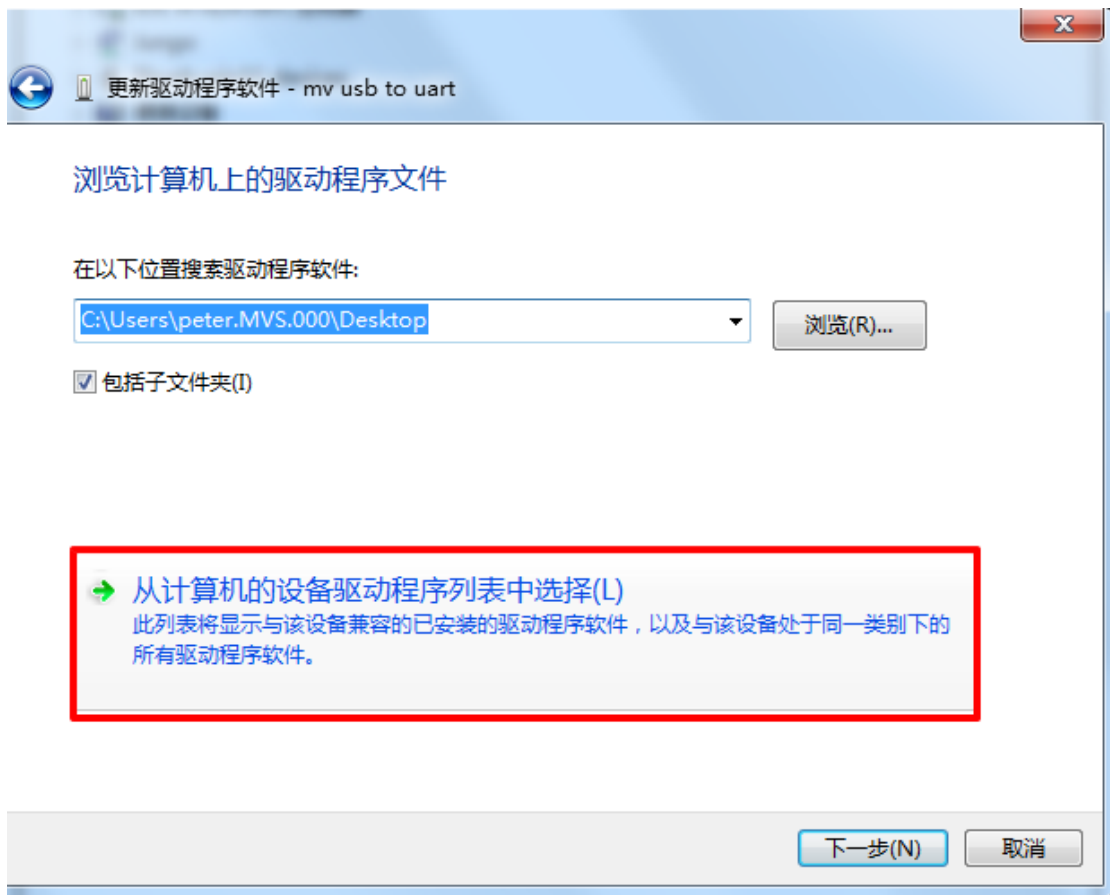 更新驱动程序软件 - mv usb to uart
浏览计算机上的驱动程序文件
在以下位置搜索驱动程序软件:
C:\Users\peter.MVS.000\Desktop
浏览(R)...
包括子文件夹(I)
从计算机的设备驱动程序列表中选择(L)
此列表将显示与该设备兼容的已安装的驱动程序软件，以及与该设备处于同一类别下的
所有驱动程序软件。
下一步(N)
取消